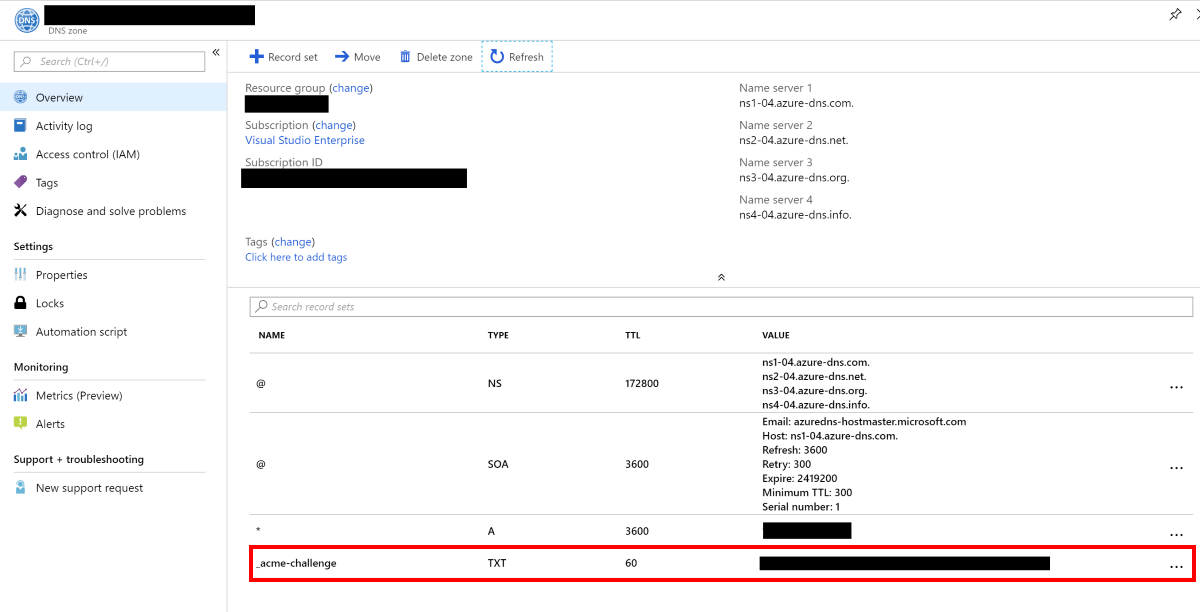 DNS
DNS zone
Search (Ctrl+/)
Overview
Activity log
Access control (IAM)
Tags
Diagnose and solve problems
Settings
Properties
Locks
Automation script
Monitoring
Metrics (Preview)
Alerts
Support + troubleshooting
New support request
Record set Move Delete zone Refresh
Resource group (change)
Subscription (change)
Visual Studio Enterprise
Subscription ID
Tags (change)
Click here to add tags
Name server 1
ns1-04.azure-dns.com.
Name server 2
ns2-04.azure-dns.net.
Name server 3
ns3-04.azure-dns.org.
Name server 4
ns4-04.azure-dns.info.
Search record sets
NAME TYPE TTL VALUE
@ NS 172800
ns1-04.azure-dns.com.
ns2-04.azure-dns.net.
ns3-04.azure-dns.org.
ns4-04.azure-dns.info.
@ SOA 3600
Email: azuredns-hostmaster.microsoft.com
Host: ns1-04.azure-dns.com.
Refresh: 3600
Retry: 300
Expire: 2419200
Minimum TTL: 300
Serial number: 1
* A 3600
_acme-challenge TXT 60